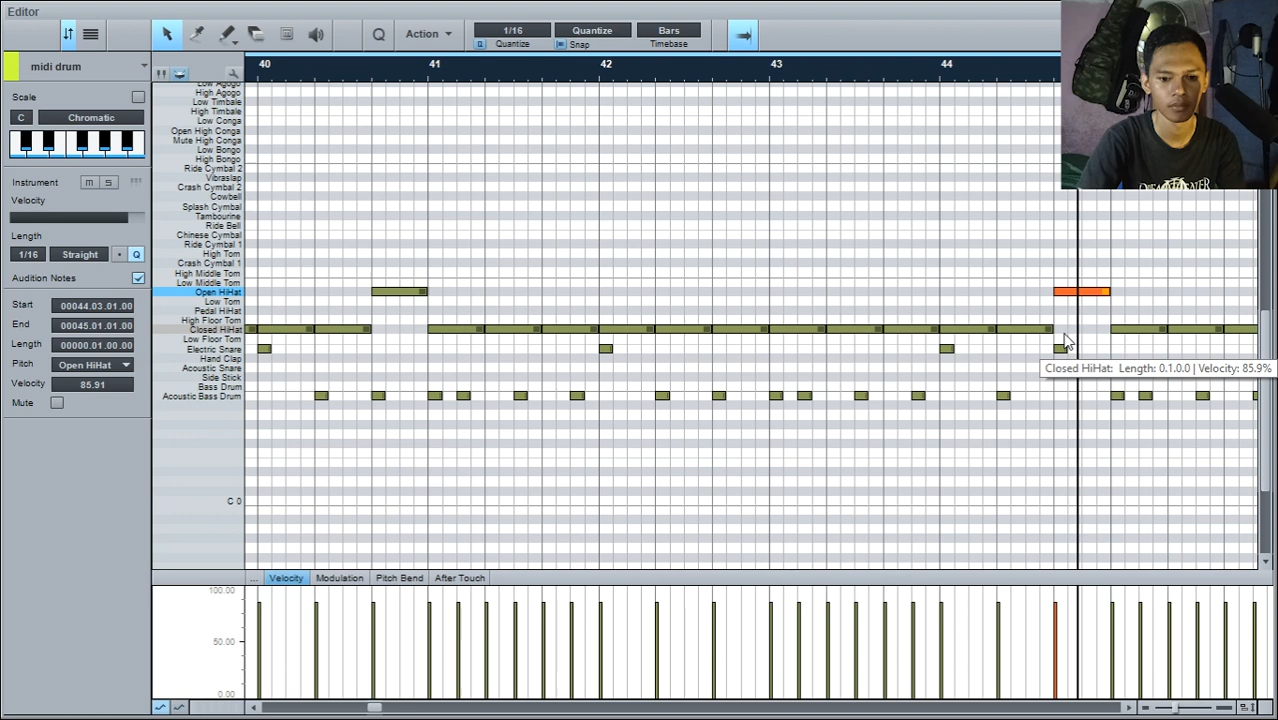 Editor
midi drum
Scale
C Chromatic
Instrument m s
Velocity
Length
1/16 Straight • Q
Audition Notes
Start 00044.03.01.00
End 00045.01.01.00
Length 00000.01.00.00
Pitch Open HiHat
Velocity 85.91
Mute
Q Action
1/16 Quantize Bars
Quantize Snap Timebase
40 41 42 43 44
Low Agogo
High Agogo
Low Timbale
High Timbale
Low Conga
Open High Conga
Mute High Conga
Low Bongo
High Bongo
Ride Cymbal 2
Vibraslap
Crash Cymbal 2
Cowbell
Splash Cymbal
Tambourine
Ride Bell
Chinese Cymbal
Ride Cymbal 1
High Tom
Crash Cymbal 1
High Middle Tom
Low Middle Tom
Open HiHat
Low Tom
Pedal HiHat
High Floor Tom
Closed HiHat
Low Floor Tom
Electric Snare
Hand Clap
Acoustic Snare
Side Stick
Bass Drum
Acoustic Bass Drum
C 0
Closed HiHat: Length: 0.1.0.0 | Velocity: 85.9%
... Velocity Modulation Pitch Bend After Touch
100.00
50.00
0.00